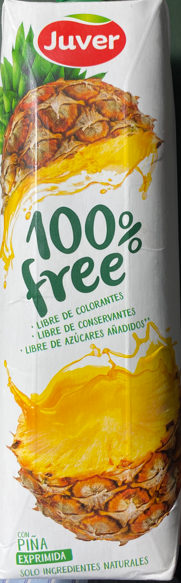 Juver
100%
free
· LIBRE DE COLORANTES
· LIBRE DE CONSERVANTES
· LIBRE DE AZÚCARES AÑADIDOS**
CON
PIÑA
EXPRIMIDA
SOLO INGREDIENTES NATURALES